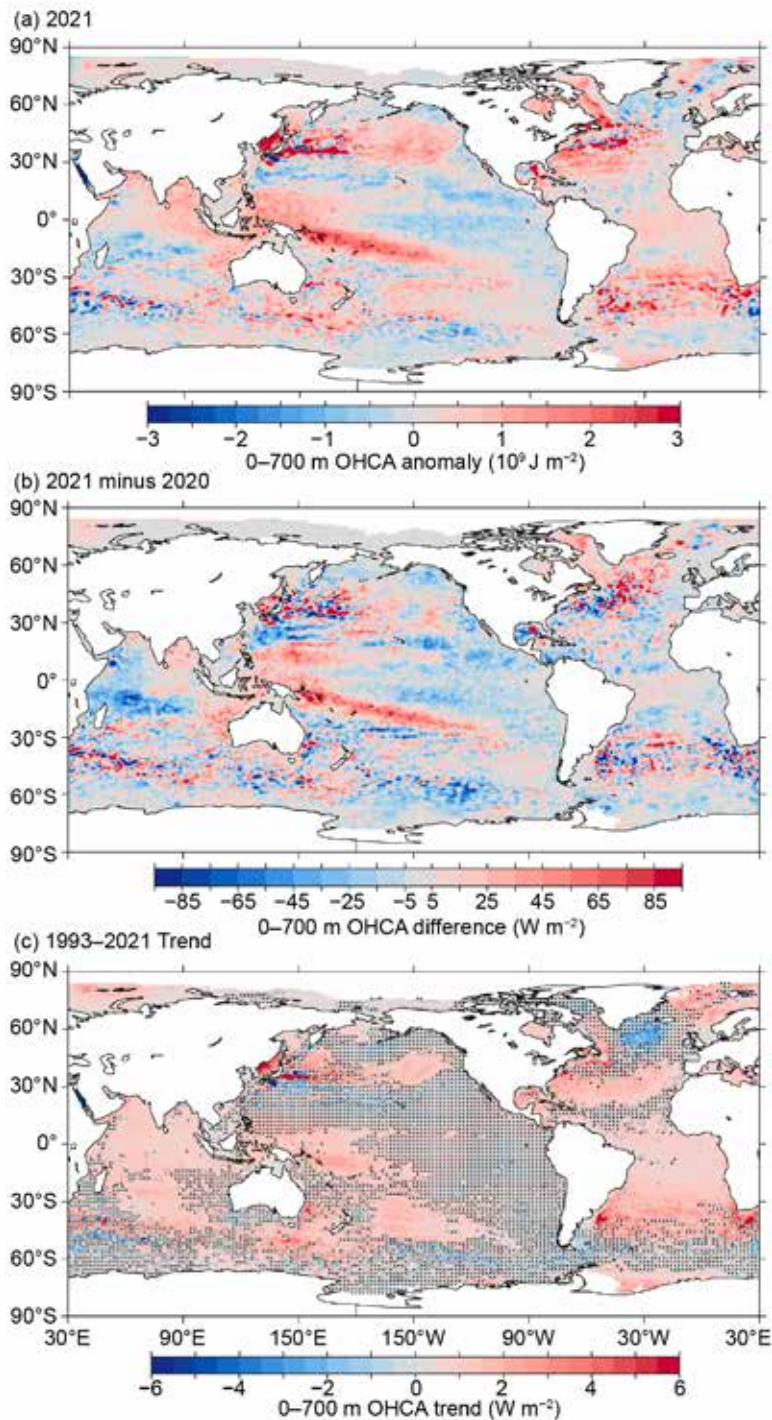 (a) 2021
90°N
60°N
30°N
0°
30°S
60°S
90°S
−3 −2 −1 0 1 2 3
0–700 m OHCA anomaly (10⁹ J m⁻²)
(b) 2021 minus 2020
90°N
60°N
30°N
0°
30°S
60°S
90°S
−85 −65 −45 −25 −5 5 25 45 65 85
0–700 m OHCA difference (W m⁻²)
(c) 1993–2021 Trend
90°N
60°N
30°N
0°
30°S
60°S
90°S
30°E 90°E 150°E 150°W 90°W 30°W 30°E
−6 −4 −2 0 2 4 6
0–700 m OHCA trend (W m⁻²)